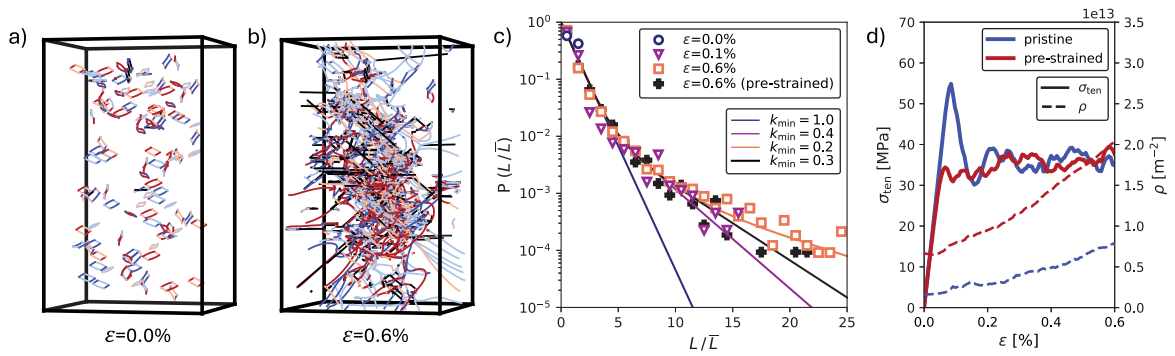 a)
ε=0.0%
b)
ε=0.6%
c)
P (L/L̅)
10⁰
10⁻¹
10⁻²
10⁻³
10⁻⁴
10⁻⁵
0
5
10
15
20
25
L/L̅
ε=0.0%
ε=0.1%
ε=0.6%
ε=0.6% (pre-strained)
k_min = 1.0
k_min = 0.4
k_min = 0.2
k_min = 0.3
d)
1e13
σ_ten [MPa]
70
60
50
40
30
20
10
0
pristine
pre-strained
σ_ten
ρ
3.5
3.0
2.5
2.0
1.5
1.0
0.5
0.0
ρ [m⁻²]
0.0
0.2
0.4
0.6
ε [%]